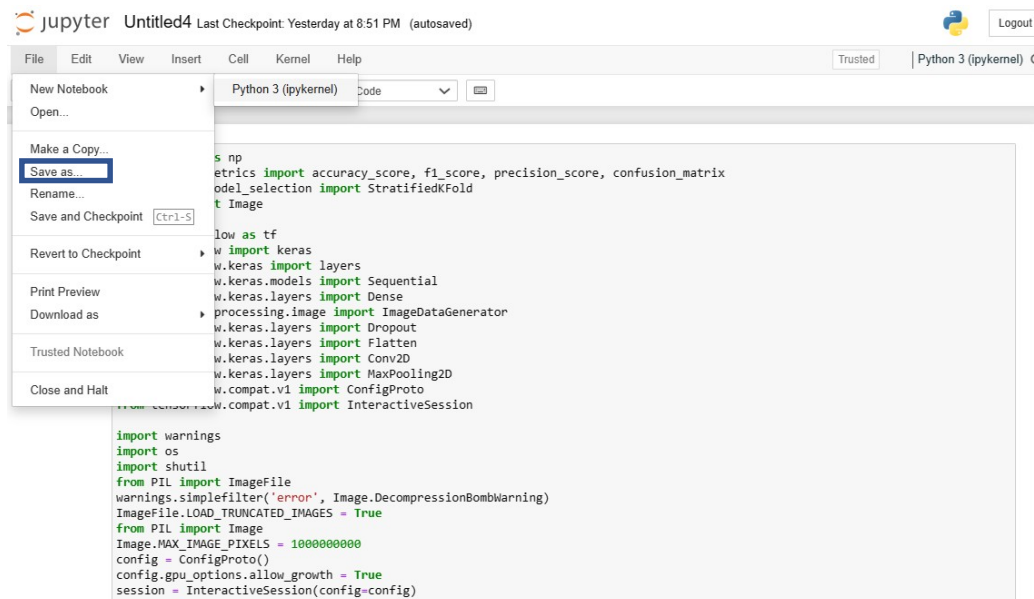 jupyter Untitled4 Last Checkpoint: Yesterday at 8:51 PM (autosaved)
Logout
File Edit View Insert Cell Kernel Help
Trusted
Python 3 (ipykernel)
New Notebook
Python 3 (ipykernel)
Code
Open...
Make a Copy...
Save as...
Rename...
Save and Checkpoint Ctrl-S
Revert to Checkpoint
Print Preview
Download as
Trusted Notebook
Close and Halt
s np
etrics import accuracy_score, f1_score, precision_score, confusion_matrix
odel_selection import StratifiedKFold
t Image
low as tf
w import keras
w.keras import layers
w.keras.models import Sequential
w.keras.layers import Dense
processing.image import ImageDataGenerator
w.keras.layers import Dropout
w.keras.layers import Flatten
w.keras.layers import Conv2D
w.keras.layers import MaxPooling2D
w.compat.v1 import ConfigProto
from tensorflow.compat.v1 import InteractiveSession
import warnings
import os
import shutil
from PIL import ImageFile
warnings.simplefilter('error', Image.DecompressionBombWarning)
ImageFile.LOAD_TRUNCATED_IMAGES = True
from PIL import Image
Image.MAX_IMAGE_PIXELS = 1000000000
config = ConfigProto()
config.gpu_options.allow_growth = True
session = InteractiveSession(config=config)